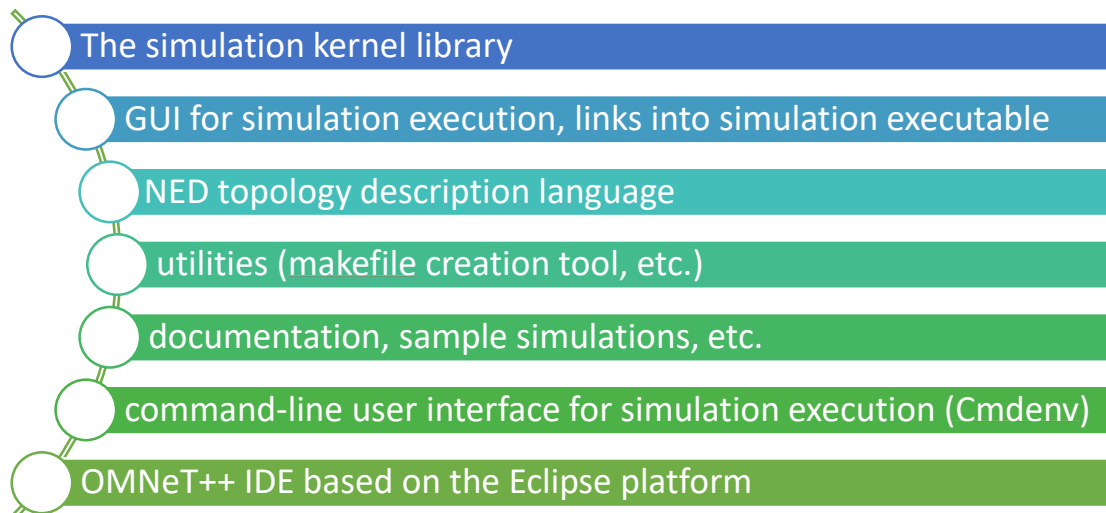 The simulation kernel library
GUI for simulation execution, links into simulation executable
NED topology description language
utilities (makefile creation tool, etc.)
documentation, sample simulations, etc.
command-line user interface for simulation execution (Cmdenv)
OMNeT++ IDE based on the Eclipse platform